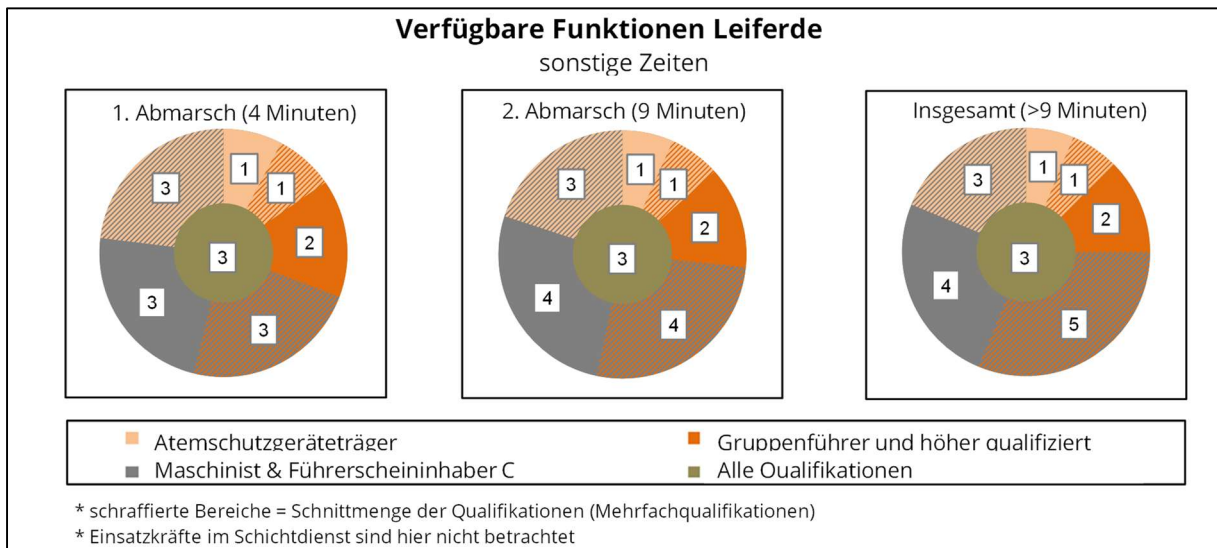 Verfügbare Funktionen Leiferde
sonstige Zeiten
1. Abmarsch (4 Minuten)
1
1
2
3
3
3
3
2. Abmarsch (9 Minuten)
1
1
2
4
4
3
3
Insgesamt (>9 Minuten)
1
1
2
5
4
3
3
Atemschutzgeräteträger
Gruppenführer und höher qualifiziert
Maschinist & Führerscheininhaber C
Alle Qualifikationen
* schraffierte Bereiche = Schnittmenge der Qualifikationen (Mehrfachqualifikationen)
* Einsatzkräfte im Schichtdienst sind hier nicht betrachtet